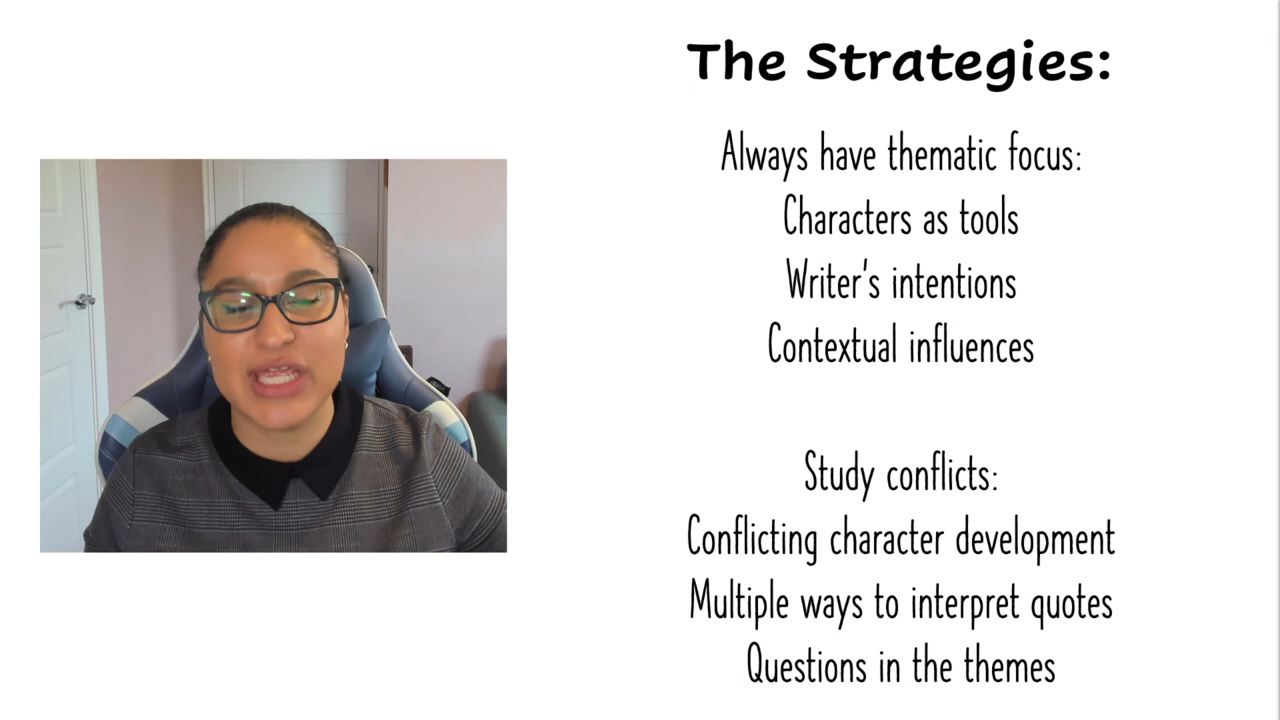 The Strategies:
Always have thematic focus:
Characters as tools
Writer's intentions
Contextual influences
Study conflicts:
Conflicting character development
Multiple ways to interpret quotes
Questions in the themes